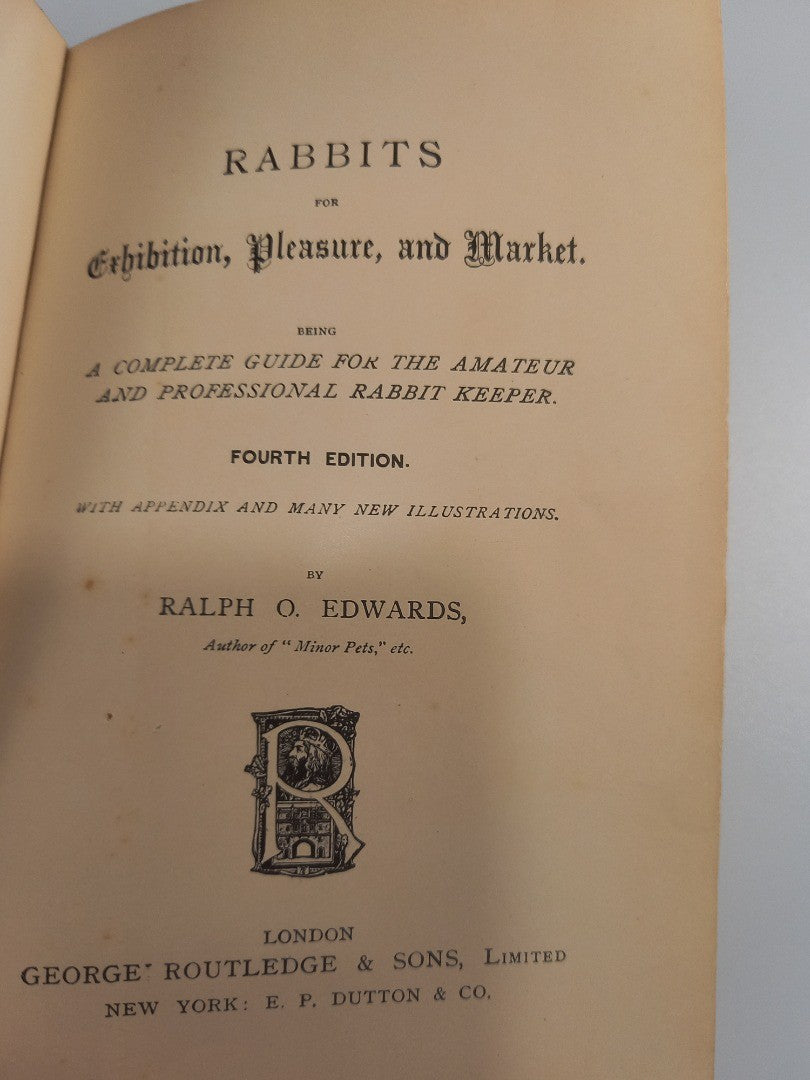 RABBITS
FOR
Exhibition, Pleasure, and Market.
BEING
A COMPLETE GUIDE FOR THE AMATEUR
AND PROFESSIONAL RABBIT KEEPER.
FOURTH EDITION.
WITH APPENDIX AND MANY NEW ILLUSTRATIONS.
BY
RALPH O. EDWARDS,
Author of "Minor Pets," etc.
R
LONDON
GEORGE ROUTLEDGE & SONS, LIMITED
NEW YORK: E. P. DUTTON & CO.